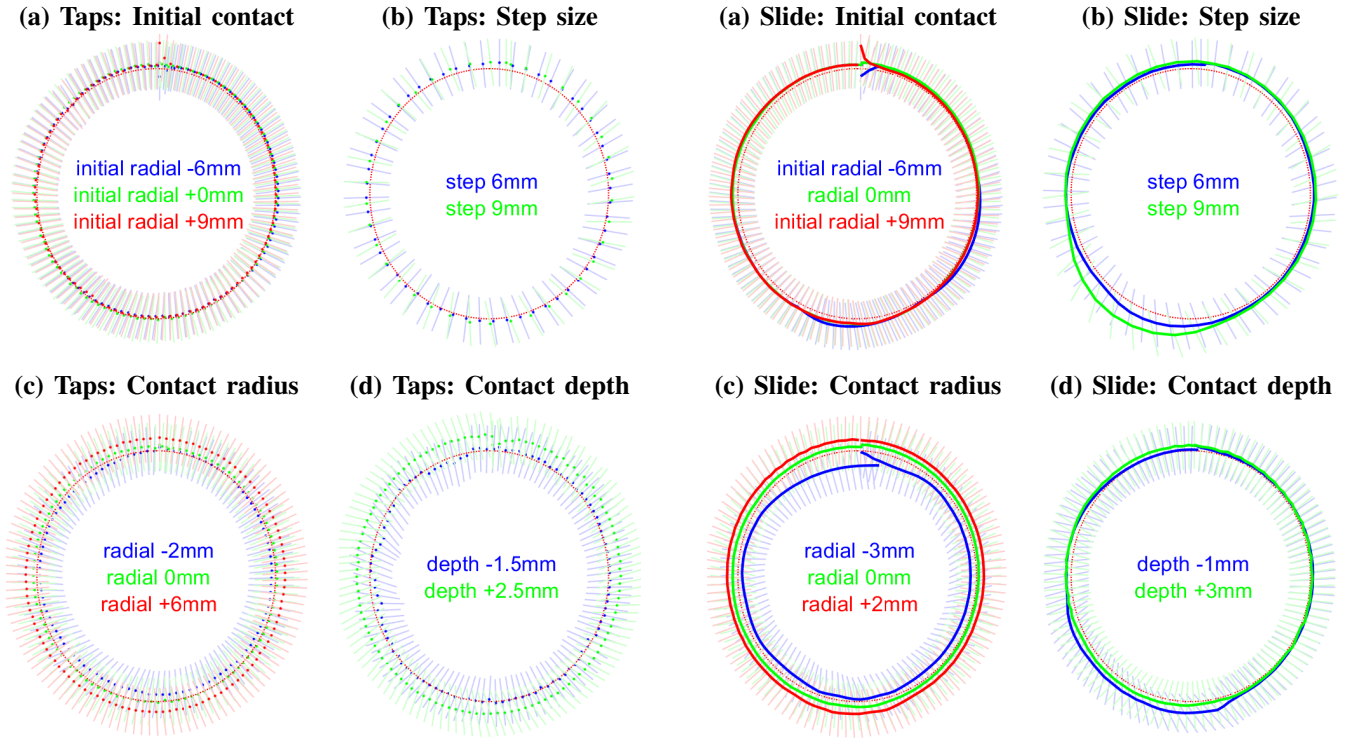 (a) Taps: Initial contact
(b) Taps: Step size
(a) Slide: Initial contact
(b) Slide: Step size
initial radial -6mm
initial radial +0mm
initial radial +9mm
step 6mm
step 9mm
initial radial -6mm
radial 0mm
initial radial +9mm
step 6mm
step 9mm
(c) Taps: Contact radius
(d) Taps: Contact depth
(c) Slide: Contact radius
(d) Slide: Contact depth
radial -2mm
radial 0mm
radial +6mm
depth -1.5mm
depth +2.5mm
radial -3mm
radial 0mm
radial +2mm
depth -1mm
depth +3mm